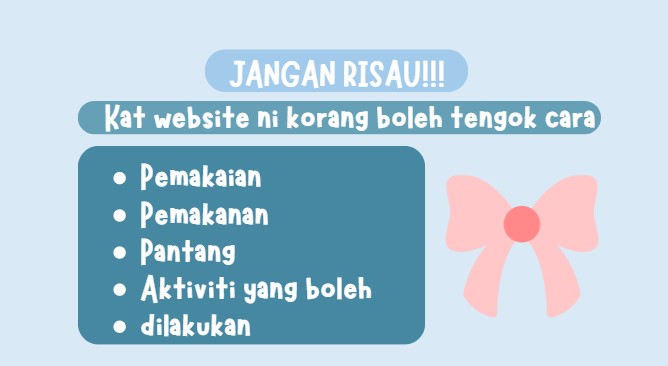 JANGAN RISAU!!!
Kat website ni korang boleh tengok cara
• Pemakaian
• Pemakanan
• Pantang
• Aktiviti yang boleh
• dilakukan